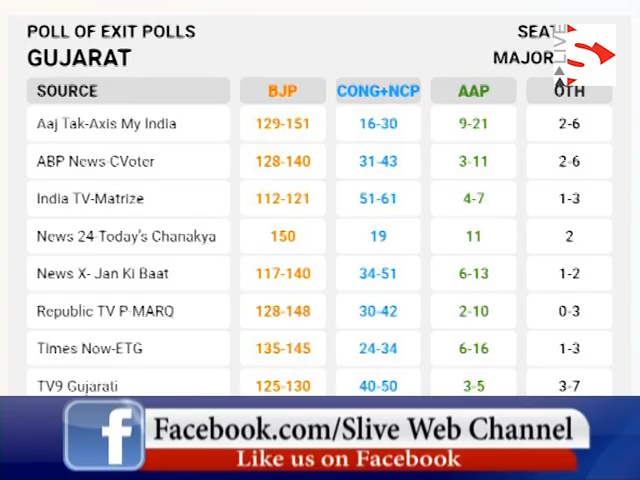 POLL OF EXIT POLLS
GUJARAT
SEAT
MAJOR
LIVE
SOURCE BJP CONG+NCP AAP OTH
Aaj Tak-Axis My India 129-151 16-30 9-21 2-6
ABP News-CVoter 128-140 31-43 3-11 2-6
India TV-Matrize 112-121 51-61 4-7 1-3
News 24-Today's Chanakya 150 19 11 2
News X- Jan Ki Baat 117-140 34-51 6-13 1-2
Republic TV P-MARQ 128-148 30-42 2-10 0-3
Times Now-ETG 135-145 24-34 6-16 1-3
TV9 Gujarati 125-130 40-50 3-5 3-7
f Facebook.com/Slive Web Channel
Like us on Facebook